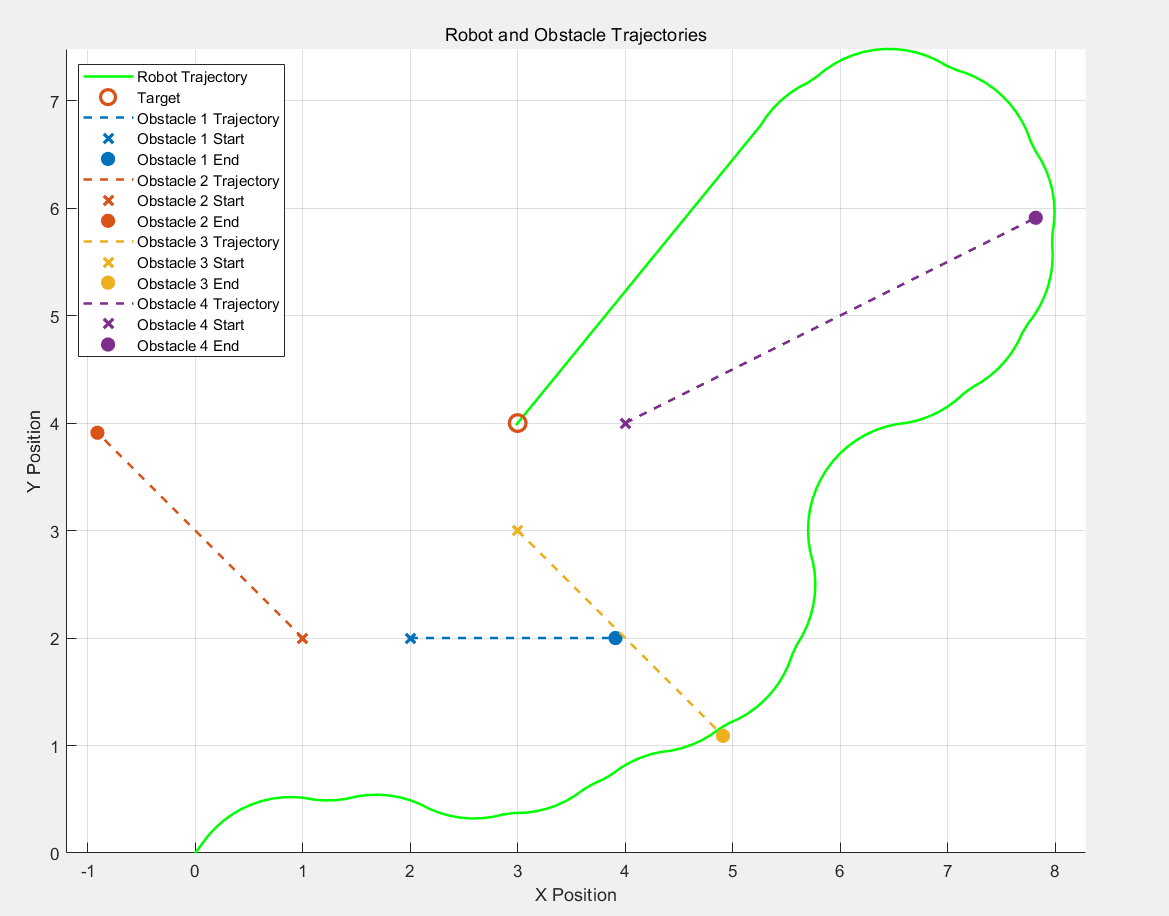 Robot and Obstacle Trajectories
Robot Trajectory
Target
Obstacle 1 Trajectory
Obstacle 1 Start
Obstacle 1 End
Obstacle 2 Trajectory
Obstacle 2 Start
Obstacle 2 End
Obstacle 3 Trajectory
Obstacle 3 Start
Obstacle 3 End
Obstacle 4 Trajectory
Obstacle 4 Start
Obstacle 4 End
Y Position
7
6
5
4
3
2
1
0
-1 0 1 2 3 4 5 6 7 8
X Position